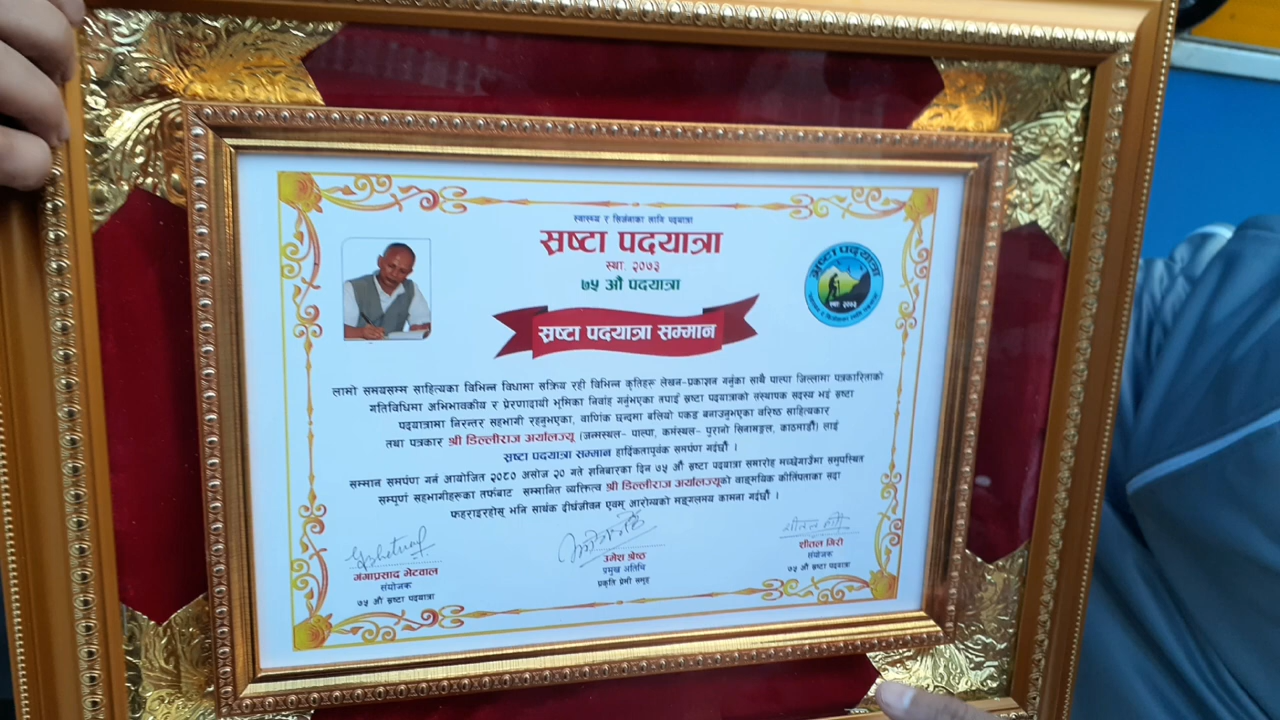 स्वास्थ्य र सिर्जनाका लागि पदयात्रा
स्रष्टा पदयात्रा
स्था. २०७३
७५ औं पदयात्रा
स्रष्टा पदयात्रा सम्मान
स्रष्टा पदयात्रा
स्था. २०७३
लामो समयसम्म साहित्यका विभिन्न विधामा सक्रिय रही विभिन्न कृतिहरू लेखन-प्रकाशन गर्नुका साथै पाल्पा जिल्लामा पत्रकारिताको
गतिविधिमा अभिभावकीय र प्रेरणादायी भूमिका निर्वाह गर्नुभएका तपाईं स्रष्टा पदयात्राको संस्थापक सदस्य भई स्रष्टा
पदयात्रामा निरन्तर सहभागी रहनुभएका, वार्णिक छन्दमा बलियो पकड बनाउनुभएका वरिष्ठ साहित्यकार
तथा पत्रकार श्री डिल्लीराज अर्यालज्यू (जन्मस्थल- पाल्पा, कर्मस्थल- पुरानो सिनामङ्गल, काठमाडौँ) लाई
स्रष्टा पदयात्रा सम्मान हार्दिकतापूर्वक समर्पण गर्दछौँ ।
सम्मान समर्पण गर्न आयोजित २०८० असोज २० गते शनिबारका दिन ७५ औं स्रष्टा पदयात्रा समारोह मच्छेगाउँमा समुपस्थित
सम्पूर्ण सहभागीहरूका तर्फबाट सम्मानित व्यक्तित्व श्री डिल्लीराज अर्यालज्यूको वाङ्मयिक कीर्तिपताका सदा
फहराइरहोस् भनि सार्थक दीर्घजीवन एवम् आरोग्यको मङ्गलमय कामना गर्दछौँ ।
गंगाप्रसाद भेटवाल
संयोजक
७५ औं स्रष्टा पदयात्रा
उमेश श्रेष्ठ
प्रमुख अतिथि
प्रकृति प्रेमी समूह
शीतल गिरी
शीतल गिरी
संयोजक
७५ औं स्रष्टा पदयात्रा